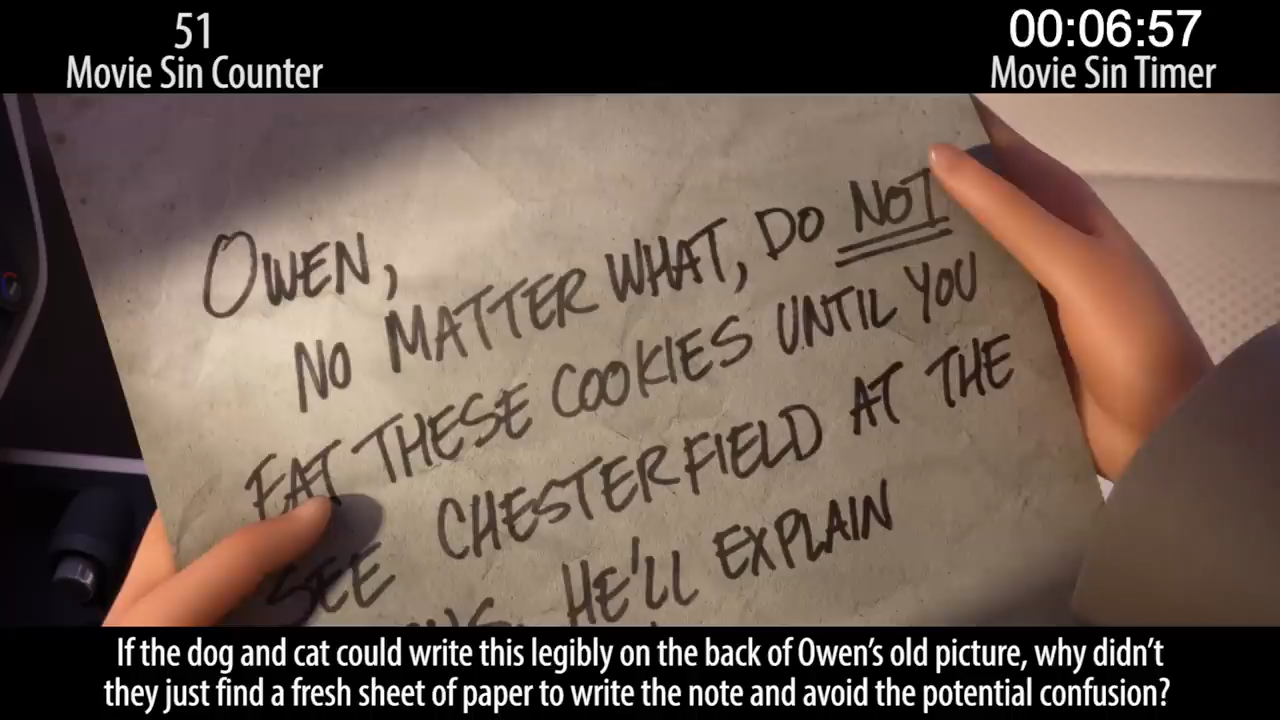 51
Movie Sin Counter
00:06:57
Movie Sin Timer
OWEN,
NO MATTER WHAT, DO NOT
EAT THESE COOKIES UNTIL YOU
SEE CHESTERFIELD AT THE
HE'LL EXPLAIN
If the dog and cat could write this legibly on the back of Owen's old picture, why didn't
they just find a fresh sheet of paper to write the note and avoid the potential confusion?